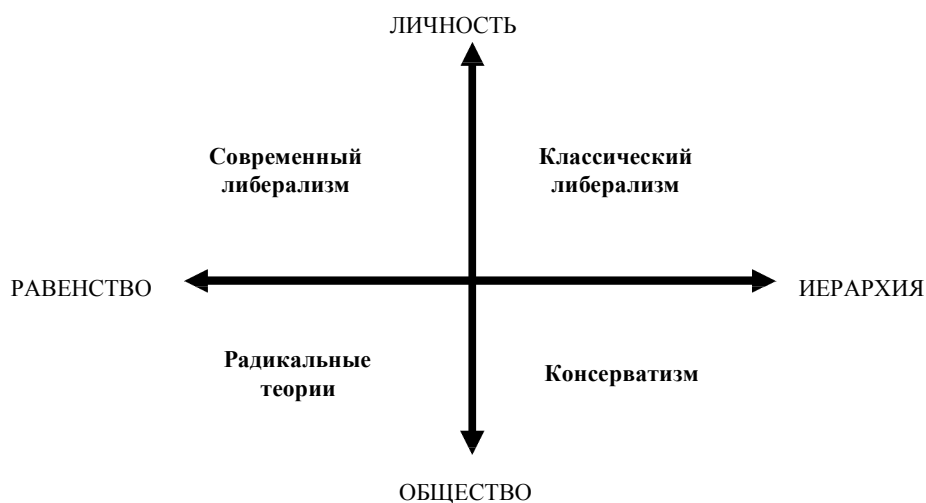 ЛИЧНОСТЬ
Современный
либерализм
Классический
либерализм
РАВЕНСТВО
ИЕРАРХИЯ
Радикальные
теории
Консерватизм
ОБЩЕСТВО